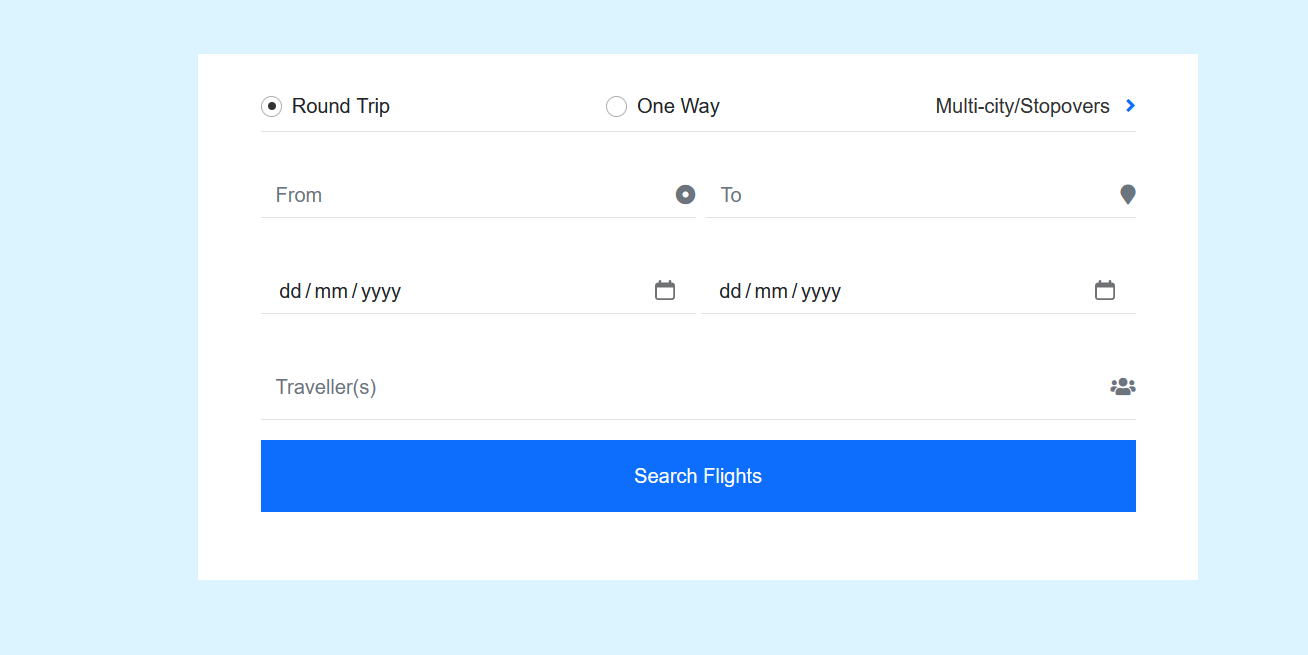 Round Trip One Way Multi-city/Stopovers
From To
dd/mm/yyyy dd/mm/yyyy
Traveller(s)
Search Flights